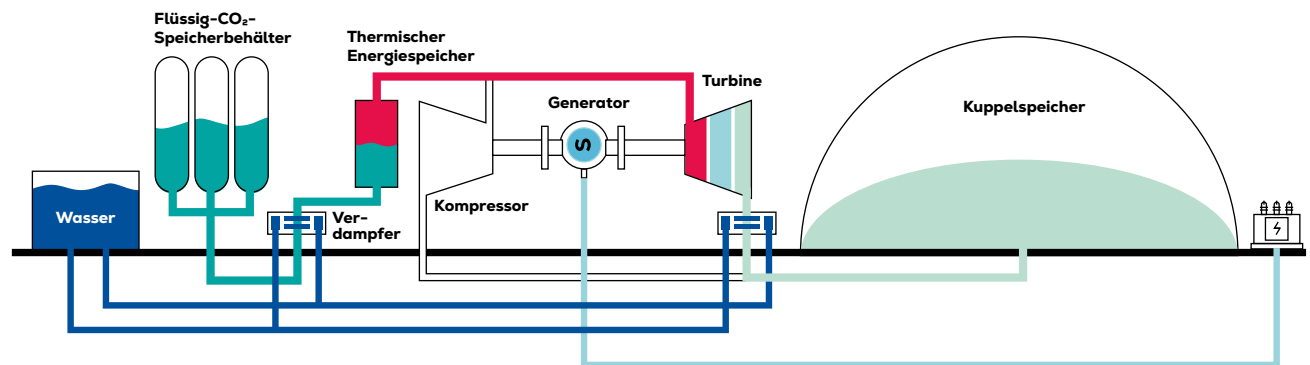 Flüssig-CO₂-
Speicherbehälter
Thermischer
Energiespeicher
Turbine
Generator
Kuppelspeicher
S
Wasser
Kompressor
Ver-
dampfer